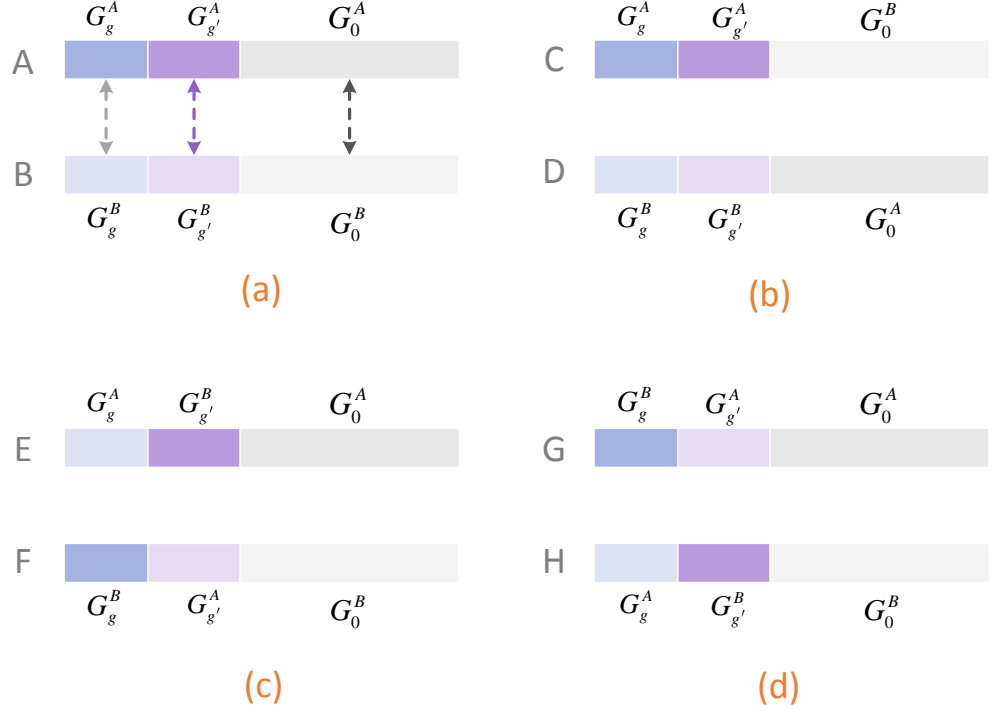 G_g^A G_{g'}^A G_0^A
A
B
G_g^B G_{g'}^B G_0^B
(a)
G_g^A G_{g'}^A G_0^B
C
D
G_g^B G_{g'}^B G_0^A
(b)
G_g^A G_{g'}^B G_0^A
E
F
G_g^B G_{g'}^A G_0^B
(c)
G_g^B G_{g'}^A G_0^A
G
H
G_g^A G_{g'}^B G_0^B
(d)